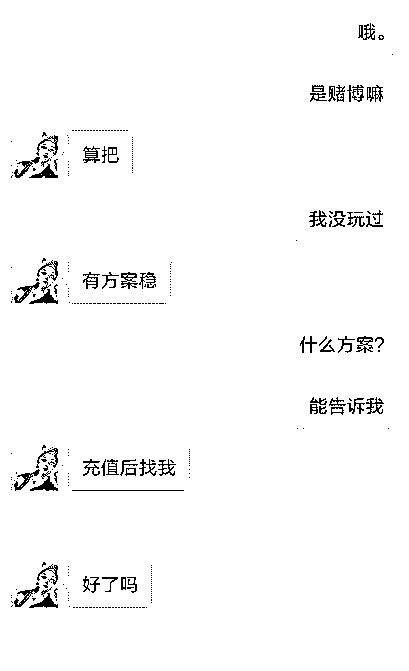 哦。
是赌博嘛
算把
我没玩过
有方案稳
什么方案?
能告诉我
充值后找我
好了吗